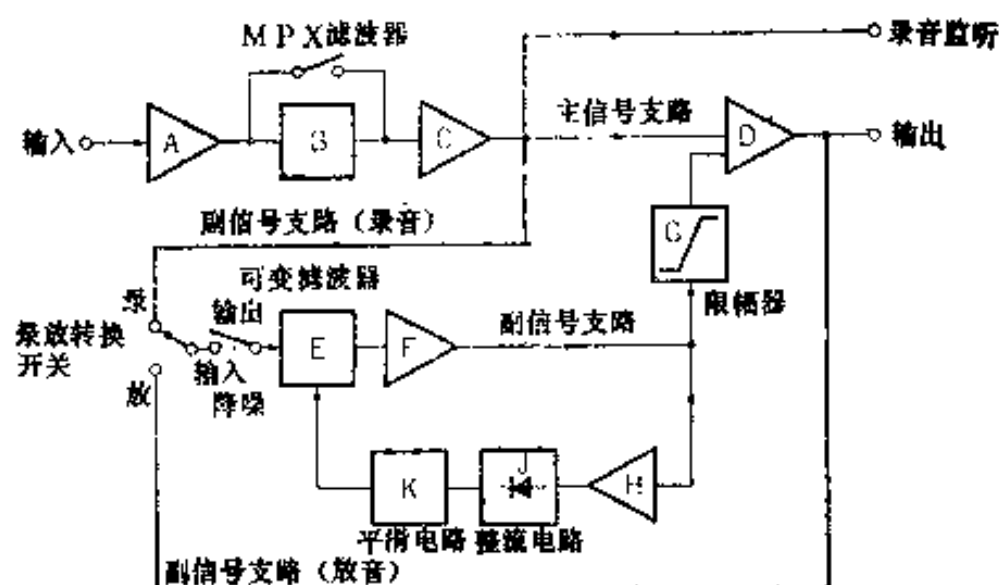 MPX滤波器
录音监听
输入
A
B
C
主信号支路
D
输出
副信号支路（录音）
G
限幅器
录
可变滤波器
输出
录放转换
开关
E
F
副信号支路
输入
放
降噪
K
J
H
平滑电路
整流电路
副信号支路（放音）